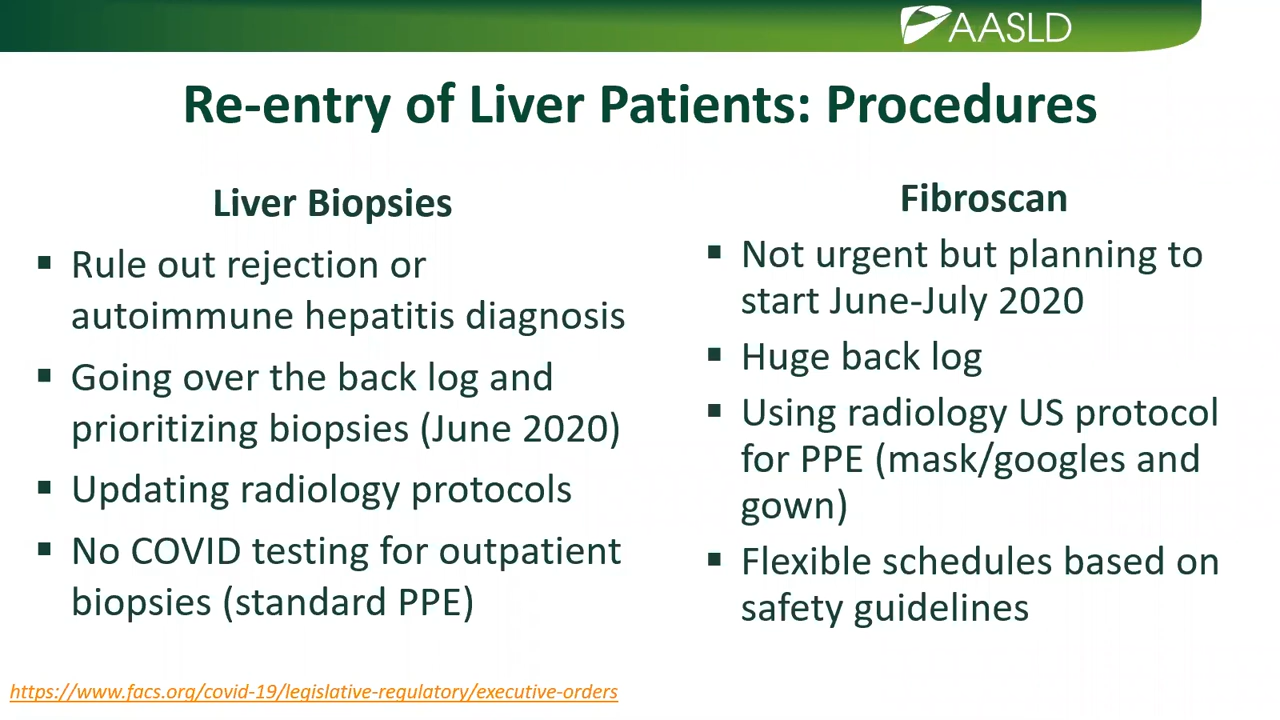 AASLD
Re-entry of Liver Patients: Procedures
Liver Biopsies
▪ Rule out rejection or
autoimmune hepatitis diagnosis
▪ Going over the back log and
prioritizing biopsies (June 2020)
▪ Updating radiology protocols
▪ No COVID testing for outpatient
biopsies (standard PPE)
Fibroscan
▪ Not urgent but planning to
start June-July 2020
▪ Huge back log
▪ Using radiology US protocol
for PPE (mask/googles and
gown)
▪ Flexible schedules based on
safety guidelines
https://www.facs.org/covid-19/legislative-regulatory/executive-orders